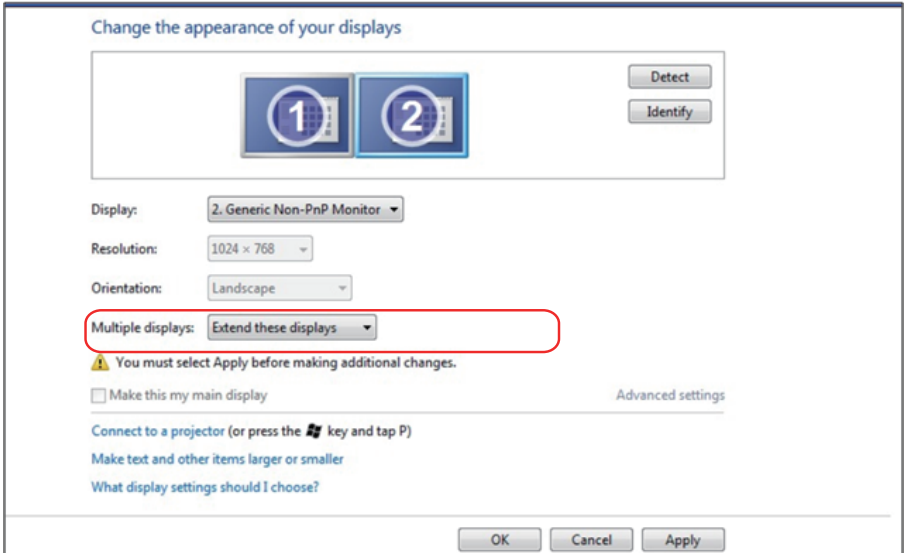 Change the appearance of your displays
1
2
Detect
Identify
Display: 2. Generic Non-PnP Monitor
Resolution: 1024 × 768
Orientation: Landscape
Multiple displays: Extend these displays
You must select Apply before making additional changes.
Make this my main display Advanced settings
Connect to a projector (or press the key and tap P)
Make text and other items larger or smaller
What display settings should I choose?
OK Cancel Apply